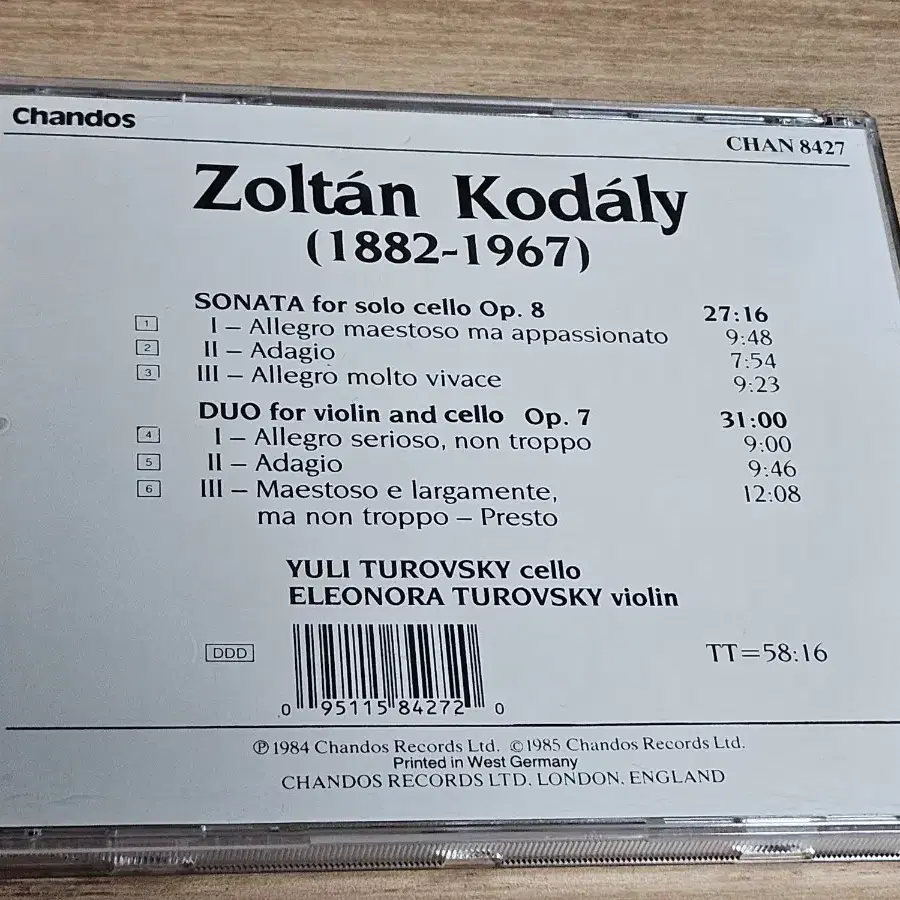 Chandos
CHAN 8427
Zoltán Kodály
(1882-1967)
SONATA for solo cello Op. 8 27:16
1 I – Allegro maestoso ma appassionato 9:48
2 II – Adagio 7:54
3 III – Allegro molto vivace 9:23
DUO for violin and cello Op. 7 31:00
4 I – Allegro serioso, non troppo 9:00
5 II – Adagio 9:46
6 III – Maestoso e largamente, 12:08
ma non troppo – Presto
YULI TUROVSKY cello
ELEONORA TUROVSKY violin
DDD TT=58:16
0 95115 84272 0
℗1984 Chandos Records Ltd. ©1985 Chandos Records Ltd.
Printed in West Germany
CHANDOS RECORDS LTD. LONDON. ENGLAND